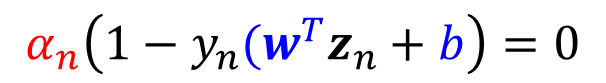 αₙ(1 − yₙ(𝒘ᵀ𝒛ₙ + b) = 0